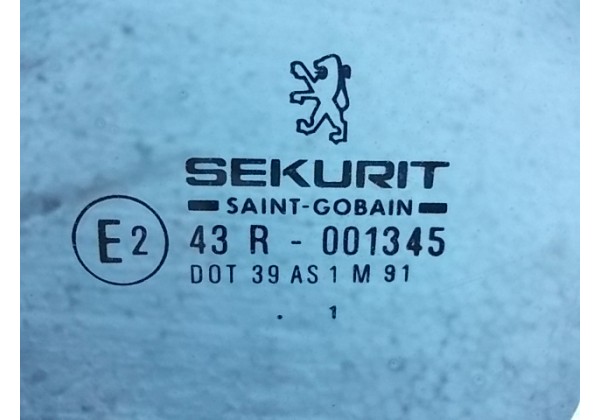 SEKURIT
SAINT-GOBAIN
E2 43 R - 001345
DOT 39 AS 1 M 91
. 1